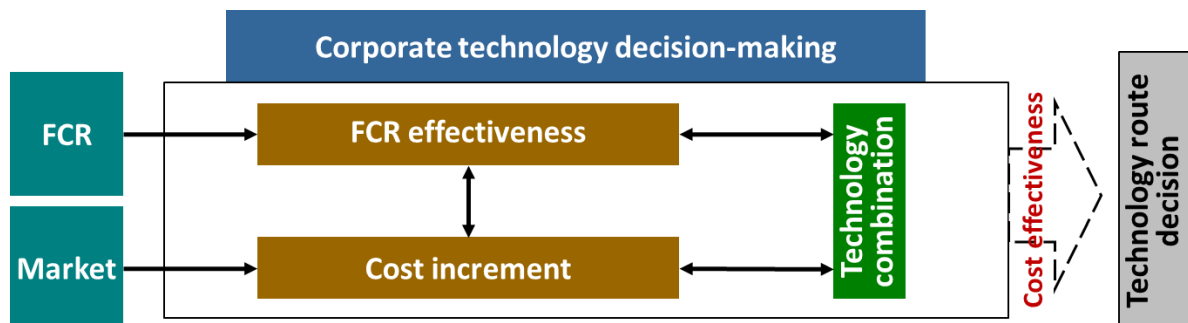 Corporate technology decision-making
FCR
FCR effectiveness
Market
Cost increment
Technology
combination
Cost effectiveness
Technology route
decision